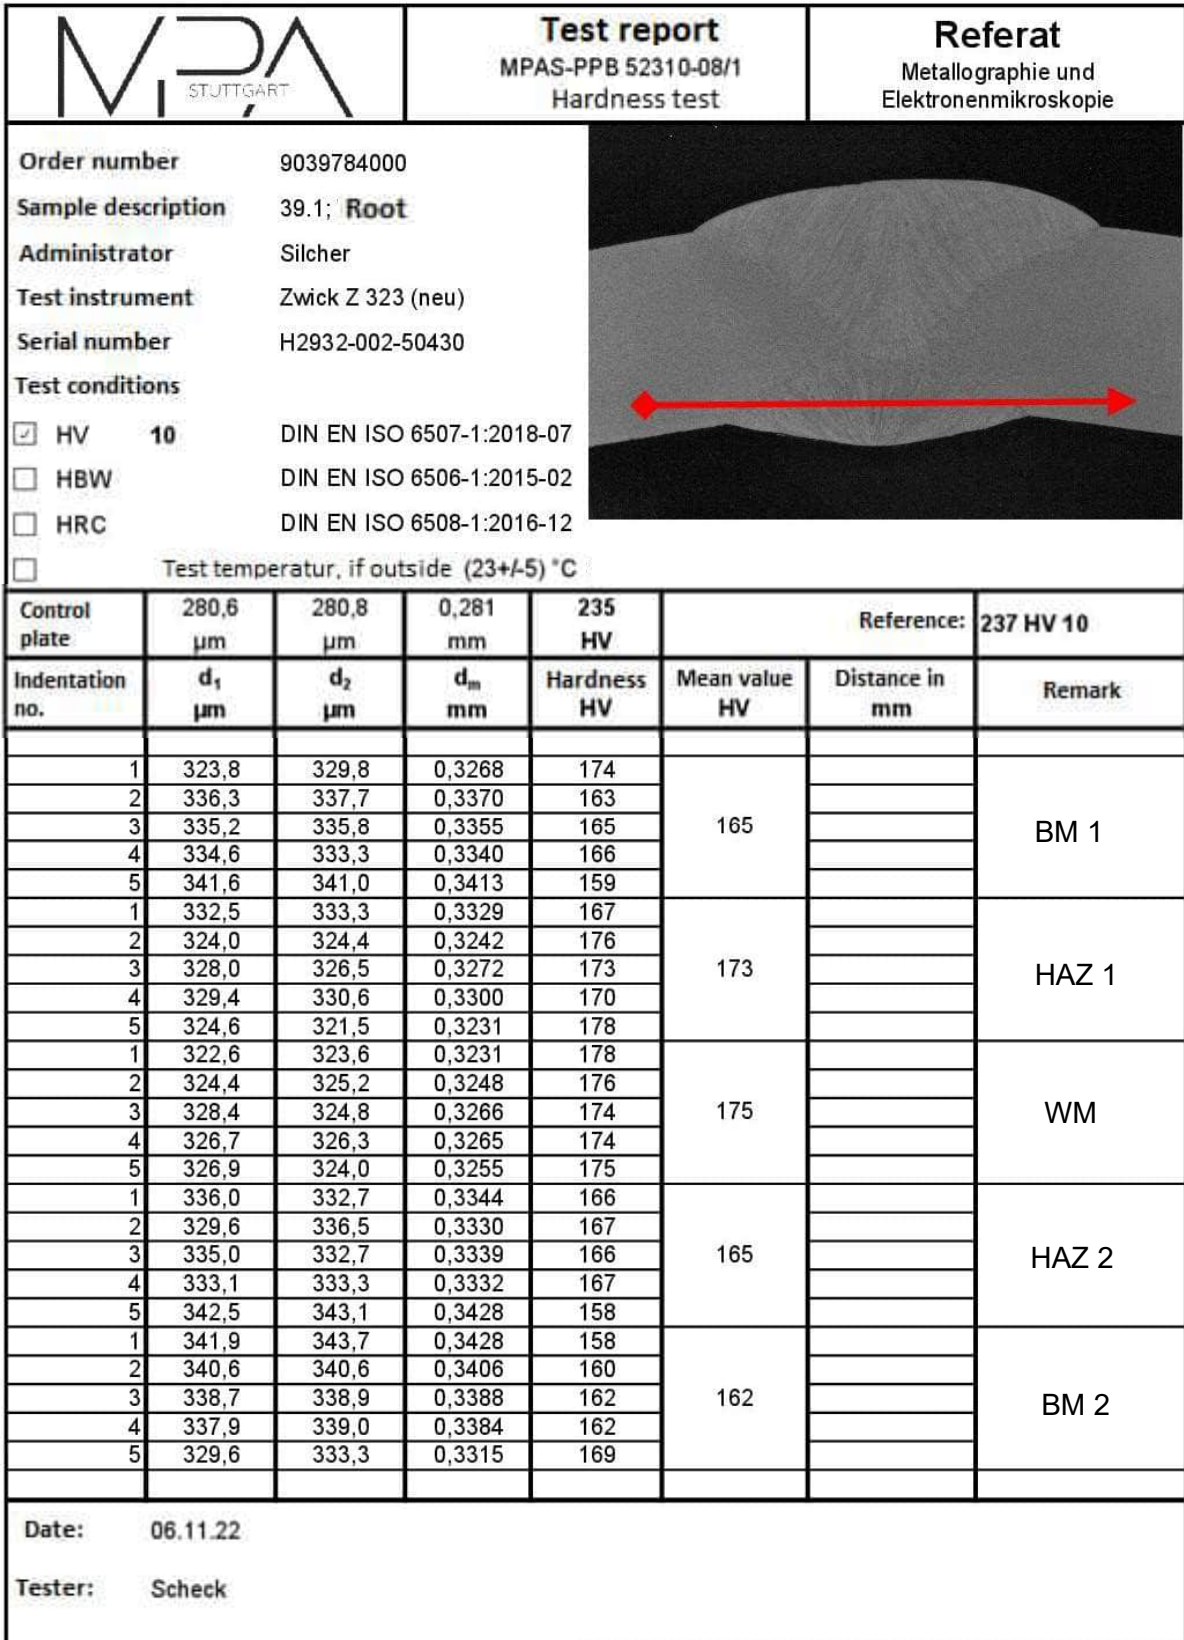 MPA
STUTTGART
Test report
MPAS-PPB 52310-08/1
Hardness test
Referat
Metallographie und
Elektronenmikroskopie
Order number 9039784000
Sample description 39.1; Root
Administrator Silcher
Test instrument Zwick Z 323 (neu)
Serial number H2932-002-50430
Test conditions
☑ HV 10 DIN EN ISO 6507-1:2018-07
☐ HBW DIN EN ISO 6506-1:2015-02
☐ HRC DIN EN ISO 6508-1:2016-12
☐ Test temperatur, if outside (23+/-5) °C
Control plate 280,6 µm 280,8 µm 0,281 mm 235 HV Reference: 237 HV 10
Indentation no. d₁ µm d₂ µm dₘ mm Hardness HV Mean value HV Distance in mm Remark
1 323,8 329,8 0,3268 174
2 336,3 337,7 0,3370 163
3 335,2 335,8 0,3355 165 165 BM 1
4 334,6 333,3 0,3340 166
5 341,6 341,0 0,3413 159
1 332,5 333,3 0,3329 167
2 324,0 324,4 0,3242 176
3 328,0 326,5 0,3272 173 173 HAZ 1
4 329,4 330,6 0,3300 170
5 324,6 321,5 0,3231 178
1 322,6 323,6 0,3231 178
2 324,4 325,2 0,3248 176
3 328,4 324,8 0,3266 174 175 WM
4 326,7 326,3 0,3265 174
5 326,9 324,0 0,3255 175
1 336,0 332,7 0,3344 166
2 329,6 336,5 0,3330 167
3 335,0 332,7 0,3339 166 165 HAZ 2
4 333,1 333,3 0,3332 167
5 342,5 343,1 0,3428 158
1 341,9 343,7 0,3428 158
2 340,6 340,6 0,3406 160
3 338,7 338,9 0,3388 162 162 BM 2
4 337,9 339,0 0,3384 162
5 329,6 333,3 0,3315 169
Date: 06.11.22
Tester: Scheck